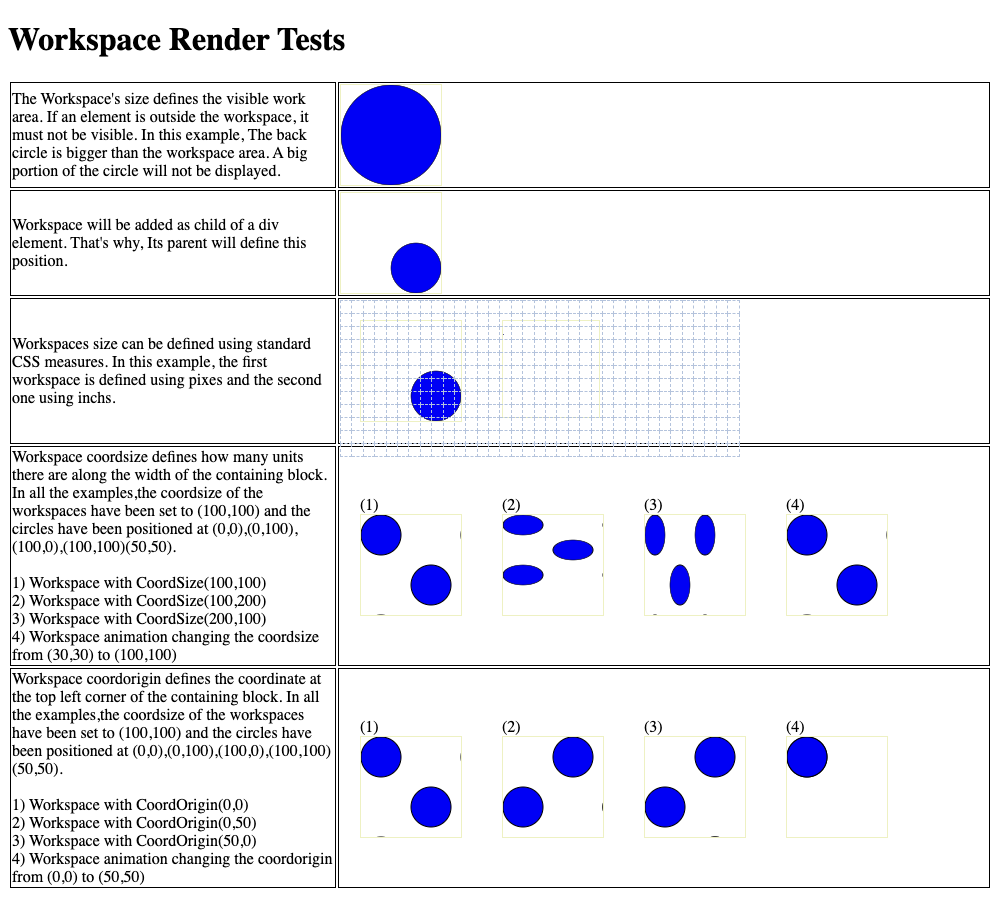 Workspace Render Tests
The Workspace's size defines the visible work
area. If an element is outside the workspace, it
must not be visible. In this example, The back
circle is bigger than the workspace area. A big
portion of the circle will not be displayed.
Workspace will be added as child of a div
element. That's why, Its parent will define this
position.
Workspaces size can be defined using standard
CSS measures. In this example, the first
workspace is defined using pixes and the second
one using inchs.
Workspace coordsize defines how many units
there are along the width of the containing block.
In all the examples,the coordsize of the
workspaces have been set to (100,100) and the
circles have been positioned at (0,0),(0,100),
(100,0),(100,100)(50,50).
1) Workspace with CoordSize(100,100)
2) Workspace with CoordSize(100,200)
3) Workspace with CoordSize(200,100)
4) Workspace animation changing the coordsize
from (30,30) to (100,100)
(1) (2) (3) (4)
Workspace coordorigin defines the coordinate at
the top left corner of the containing block. In all
the examples,the coordsize of the workspaces
have been set to (100,100) and the circles have
been positioned at (0,0),(0,100),(100,0),(100,100)
(50,50).
1) Workspace with CoordOrigin(0,0)
2) Workspace with CoordOrigin(0,50)
3) Workspace with CoordOrigin(50,0)
4) Workspace animation changing the coordorigin
from (0,0) to (50,50)
(1) (2) (3) (4)